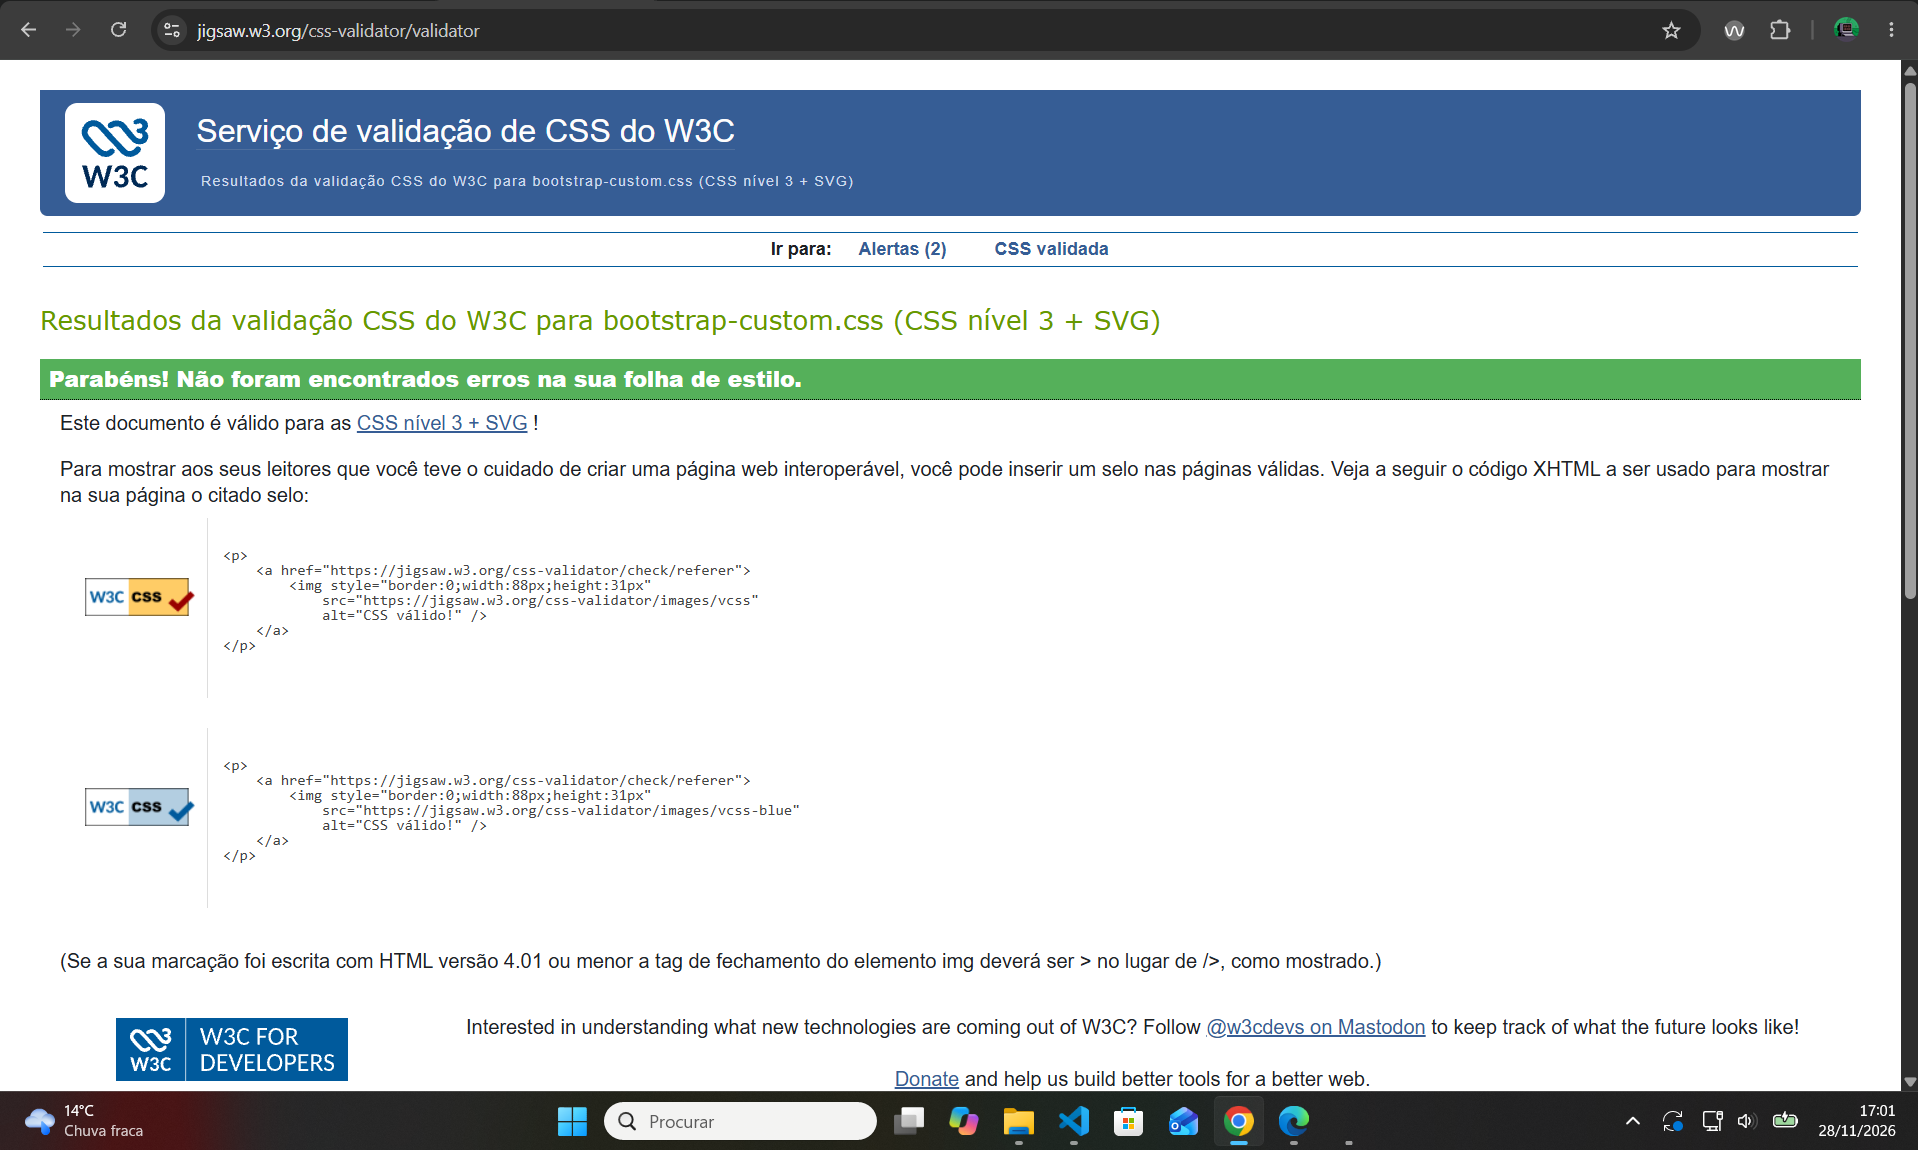 jigsaw.w3.org/css-validator/validator
W3C
Serviço de validação de CSS do W3C
Resultados da validação CSS do W3C para bootstrap-custom.css (CSS nível 3 + SVG)
Ir para: Alertas (2) CSS validada
Resultados da validação CSS do W3C para bootstrap-custom.css (CSS nível 3 + SVG)
Parabéns! Não foram encontrados erros na sua folha de estilo.
Este documento é válido para as CSS nível 3 + SVG !
Para mostrar aos seus leitores que você teve o cuidado de criar uma página web interoperável, você pode inserir um selo nas páginas válidas. Veja a seguir o código XHTML a ser usado para mostrar
na sua página o citado selo:
W3C css
<p>
<a href="https://jigsaw.w3.org/css-validator/check/referer">
<img style="border:0;width:88px;height:31px"
src="https://jigsaw.w3.org/css-validator/images/vcss"
alt="CSS válido!" />
</a>
</p>
W3C css
<p>
<a href="https://jigsaw.w3.org/css-validator/check/referer">
<img style="border:0;width:88px;height:31px"
src="https://jigsaw.w3.org/css-validator/images/vcss-blue"
alt="CSS válido!" />
</a>
</p>
(Se a sua marcação foi escrita com HTML versão 4.01 ou menor a tag de fechamento do elemento img deverá ser > no lugar de />, como mostrado.)
W3C
W3C FOR
DEVELOPERS
Interested in understanding what new technologies are coming out of W3C? Follow @w3cdevs on Mastodon to keep track of what the future looks like!
Donate and help us build better tools for a better web.
14°C
Chuva fraca
Procurar
17:01
28/11/2026